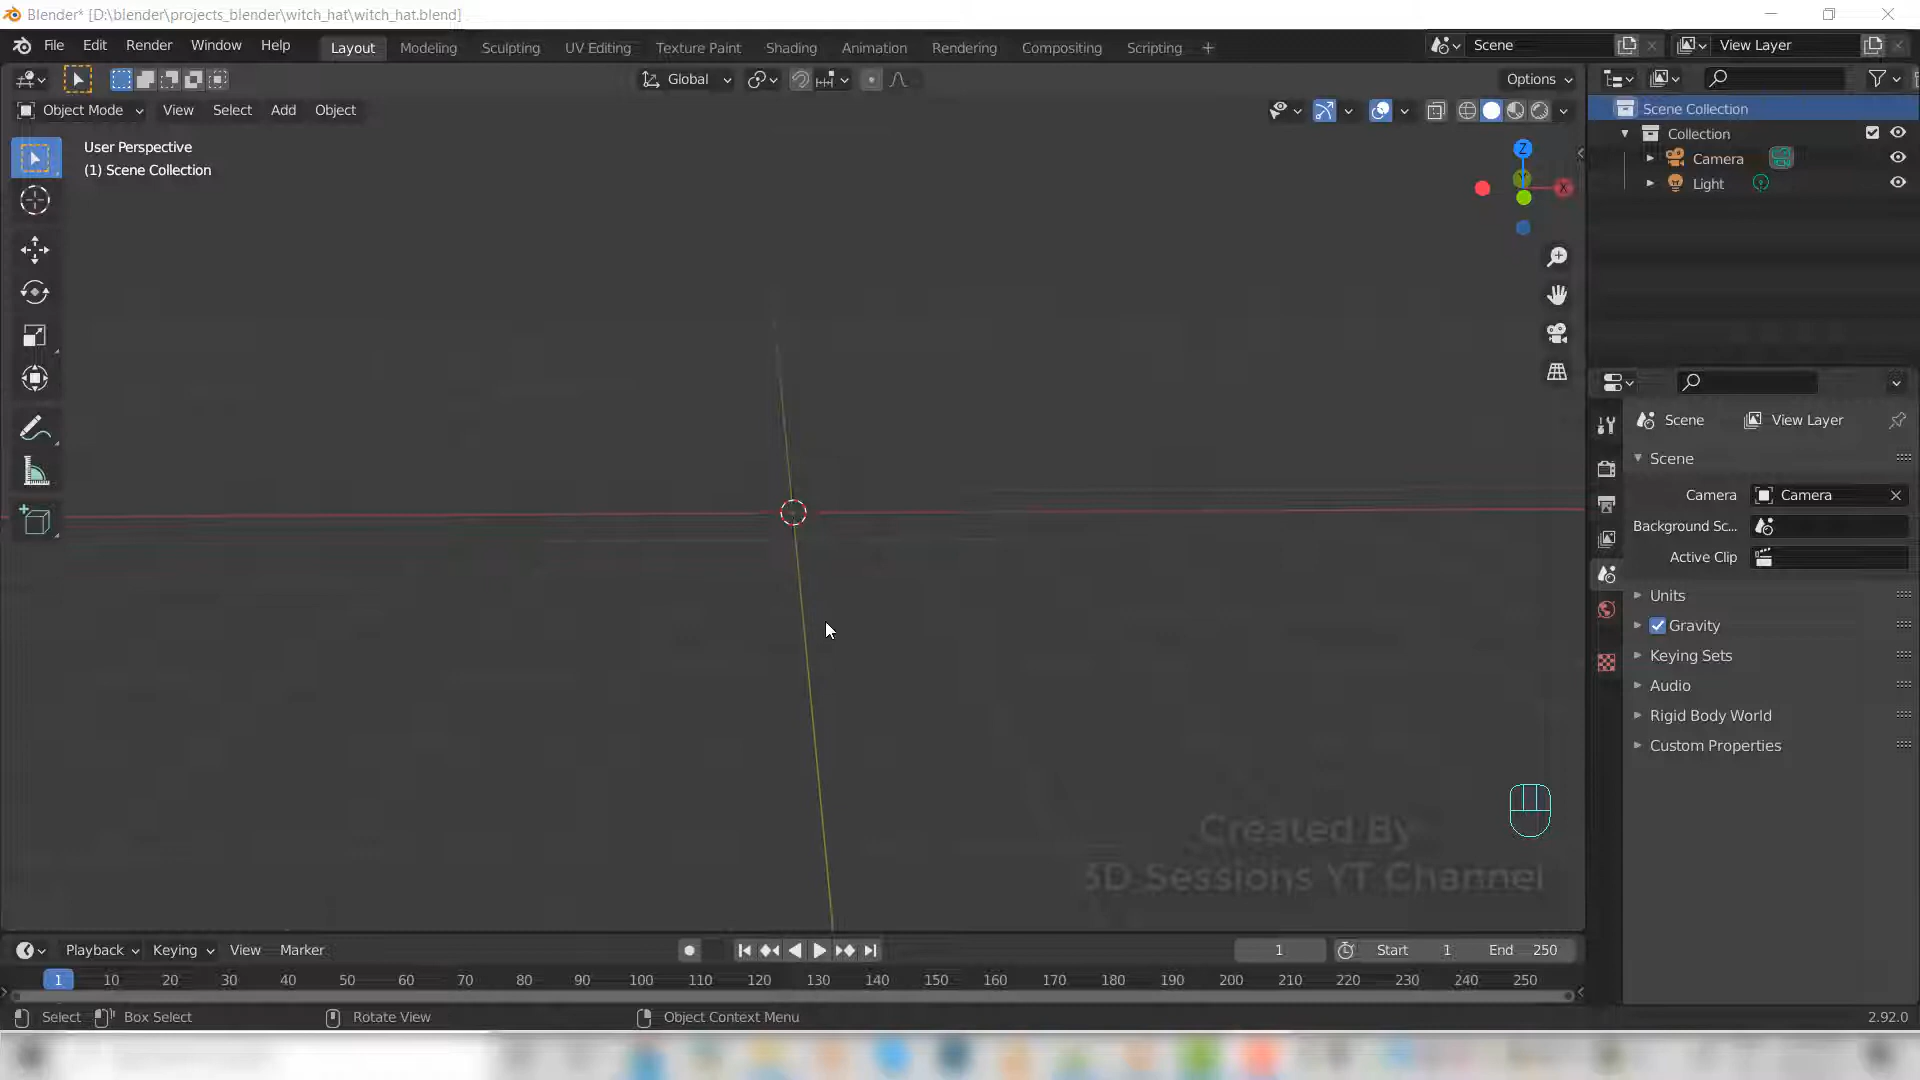 Blender* [D:\blender\projects_blender\witch_hat\witch_hat.blend]
File Edit Render Window Help Layout Modeling Sculpting UV Editing Texture Paint Shading Animation Rendering Compositing Scripting + Scene View Layer
Global Options
Object Mode View Select Add Object
Scene Collection
Collection
Camera
Light
User Perspective
(1) Scene Collection
Z
Y
X
Scene View Layer
Scene
Camera Camera
Background Sc...
Active Clip
Units
Gravity
Keying Sets
Audio
Rigid Body World
Custom Properties
Created By
3D Sessions YT Channel
Playback Keying View Marker 1 Start 1 End 250
1 10 20 30 40 50 60 70 80 90 100 110 120 130 140 150 160 170 180 190 200 210 220 230 240 250
Select Box Select Rotate View Object Context Menu 2.92.0